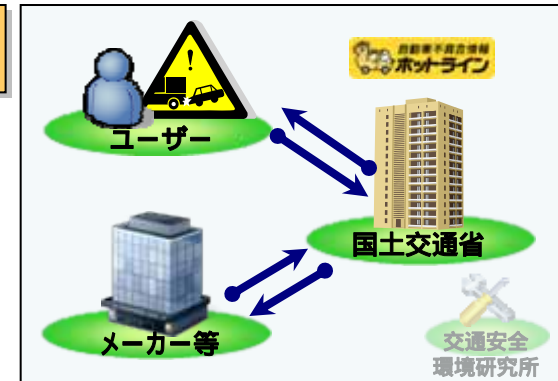 自動車不具合情報
ホットライン
ユーザー
国土交通省
メーカー等
交通安全
環境研究所